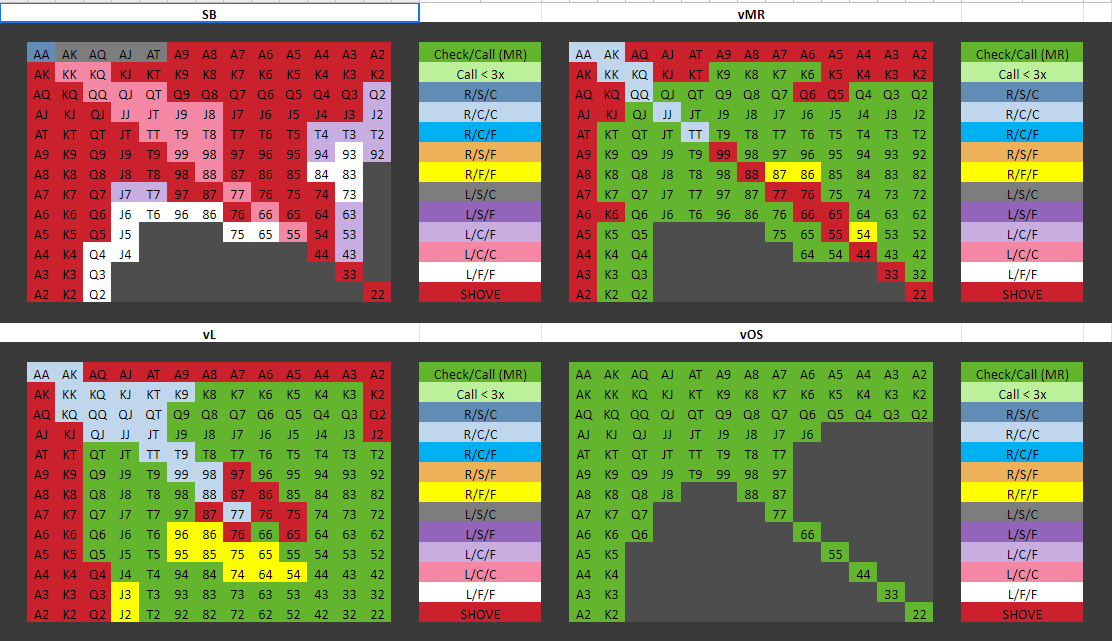 SB vMR
AA AK AQ AJ AT A9 A8 A7 A6 A5 A4 A3 A2 Check/Call (MR) AA AK AQ AJ AT A9 A8 A7 A6 A5 A4 A3 A2 Check/Call (MR)
AK KK KQ KJ KT K9 K8 K7 K6 K5 K4 K3 K2 Call < 3x AK KK KQ KJ KT K9 K8 K7 K6 K5 K4 K3 K2 Call < 3x
AQ KQ QQ QJ QT Q9 Q8 Q7 Q6 Q5 Q4 Q3 Q2 R/S/C AQ KQ QQ QJ QT Q9 Q8 Q7 Q6 Q5 Q4 Q3 Q2 R/S/C
AJ KJ QJ JJ JT J9 J8 J7 J6 J5 J4 J3 J2 R/C/C AJ KJ QJ JJ JT J9 J8 J7 J6 J5 J4 J3 J2 R/C/C
AT KT QT JT TT T9 T8 T7 T6 T5 T4 T3 T2 R/C/F AT KT QT JT TT T9 T8 T7 T6 T5 T4 T3 T2 R/C/F
A9 K9 Q9 J9 T9 99 98 97 96 95 94 93 92 R/S/F A9 K9 Q9 J9 T9 99 98 97 96 95 94 93 92 R/S/F
A8 K8 Q8 J8 T8 98 88 87 86 85 84 83 R/F/F A8 K8 Q8 J8 T8 98 88 87 86 85 84 83 82 R/F/F
A7 K7 Q7 J7 T7 97 87 77 76 75 74 73 L/S/C A7 K7 Q7 J7 T7 97 87 77 76 75 74 73 72 L/S/C
A6 K6 Q6 J6 T6 96 86 76 66 65 64 63 L/S/F A6 K6 Q6 J6 T6 96 86 76 66 65 64 63 62 L/S/F
A5 K5 Q5 J5 75 65 55 54 53 L/C/F A5 K5 Q5 75 65 55 54 53 52 L/C/F
A4 K4 Q4 J4 44 43 L/C/C A4 K4 Q4 64 54 44 43 42 L/C/C
A3 K3 Q3 33 L/F/F A3 K3 Q3 33 32 L/F/F
A2 K2 Q2 22 SHOVE A2 K2 Q2 22 SHOVE
vL vOS
AA AK AQ AJ AT A9 A8 A7 A6 A5 A4 A3 A2 Check/Call (MR) AA AK AQ AJ AT A9 A8 A7 A6 A5 A4 A3 A2 Check/Call (MR)
AK KK KQ KJ KT K9 K8 K7 K6 K5 K4 K3 K2 Call < 3x AK KK KQ KJ KT K9 K8 K7 K6 K5 K4 K3 K2 Call < 3x
AQ KQ QQ QJ QT Q9 Q8 Q7 Q6 Q5 Q4 Q3 Q2 R/S/C AQ KQ QQ QJ QT Q9 Q8 Q7 Q6 Q5 Q4 Q3 Q2 R/S/C
AJ KJ QJ JJ JT J9 J8 J7 J6 J5 J4 J3 J2 R/C/C AJ KJ QJ JJ JT J9 J8 J7 J6 R/C/C
AT KT QT JT TT T9 T8 T7 T6 T5 T4 T3 T2 R/C/F AT KT QT JT TT T9 T8 T7 R/C/F
A9 K9 Q9 J9 T9 99 98 97 96 95 94 93 92 R/S/F A9 K9 Q9 J9 T9 99 98 97 R/S/F
A8 K8 Q8 J8 T8 98 88 87 86 85 84 83 82 R/F/F A8 K8 Q8 J8 88 87 R/F/F
A7 K7 Q7 J7 T7 97 87 77 76 75 74 73 72 L/S/C A7 K7 Q7 77 L/S/C
A6 K6 Q6 J6 T6 96 86 76 66 65 64 63 62 L/S/F A6 K6 Q6 66 L/S/F
A5 K5 Q5 J5 T5 95 85 75 65 55 54 53 52 L/C/F A5 K5 55 L/C/F
A4 K4 Q4 J4 T4 94 84 74 64 54 44 43 42 L/C/C A4 K4 44 L/C/C
A3 K3 Q3 J3 T3 93 83 73 63 53 43 33 32 L/F/F A3 K3 33 L/F/F
A2 K2 Q2 J2 T2 92 82 72 62 52 42 32 22 SHOVE A2 K2 22 SHOVE